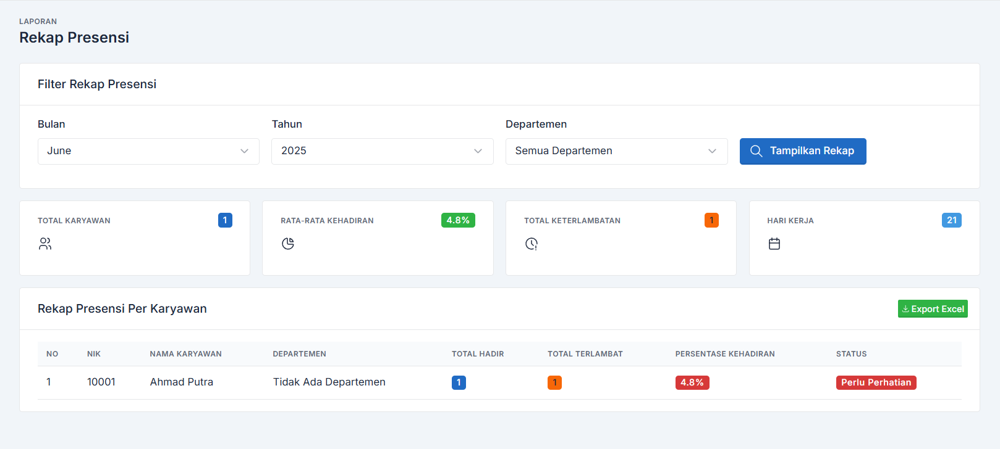 LAPORAN
Rekap Presensi
Filter Rekap Presensi
Bulan Tahun Departemen
June 2025 Semua Departemen Tampilkan Rekap
TOTAL KARYAWAN 1 RATA-RATA KEHADIRAN 4.8% TOTAL KETERLAMBATAN 1 HARI KERJA 21
Rekap Presensi Per Karyawan Export Excel
NO NIK NAMA KARYAWAN DEPARTEMEN TOTAL HADIR TOTAL TERLAMBAT PERSENTASE KEHADIRAN STATUS
1 10001 Ahmad Putra Tidak Ada Departemen 1 1 4.8% Perlu Perhatian